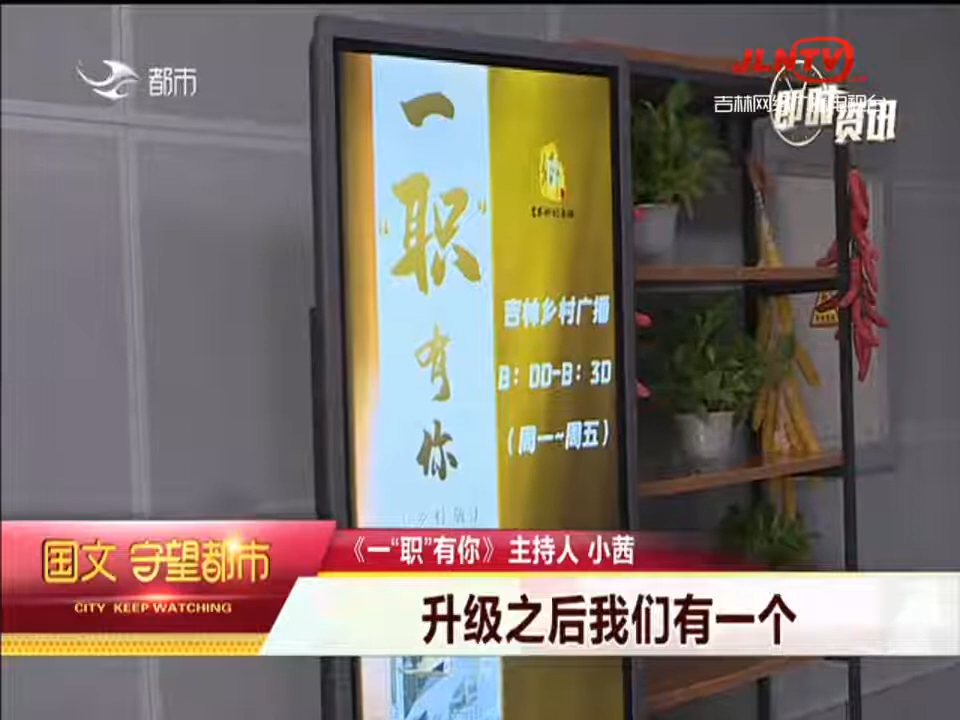 都市
JLNTV
吉林网络广播电视台
即时资讯
一
“职”
有
你
吉林乡村广播
8：00-8：30
（周一~周五）
国文 守望都市
CITY KEEP WATCHING
《一“职”有你》主持人 小茜
升级之后我们有一个